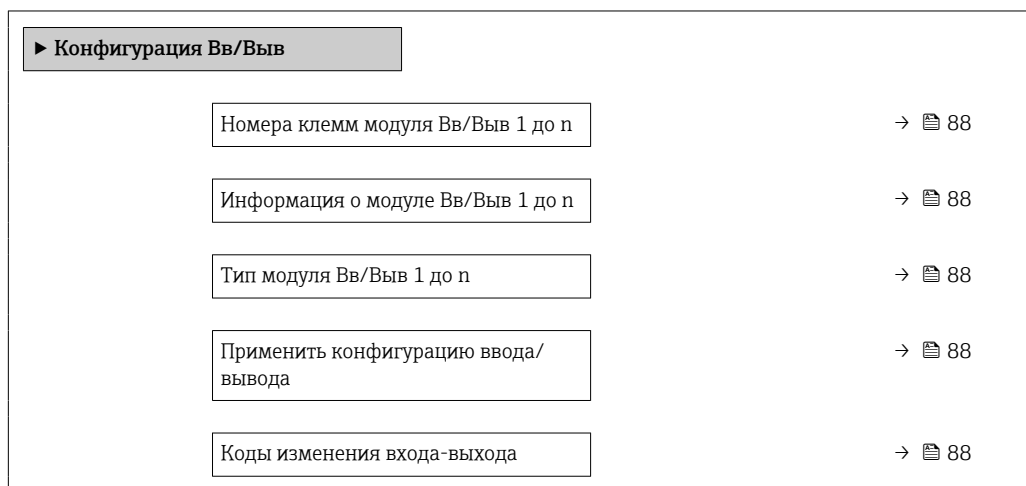 ► Конфигурация Вв/Выв
Номера клемм модуля Вв/Выв 1 до n → 88
Информация о модуле Вв/Выв 1 до n → 88
Тип модуля Вв/Выв 1 до n → 88
Применить конфигурацию ввода/ → 88
вывода
Коды изменения входа-выхода → 88